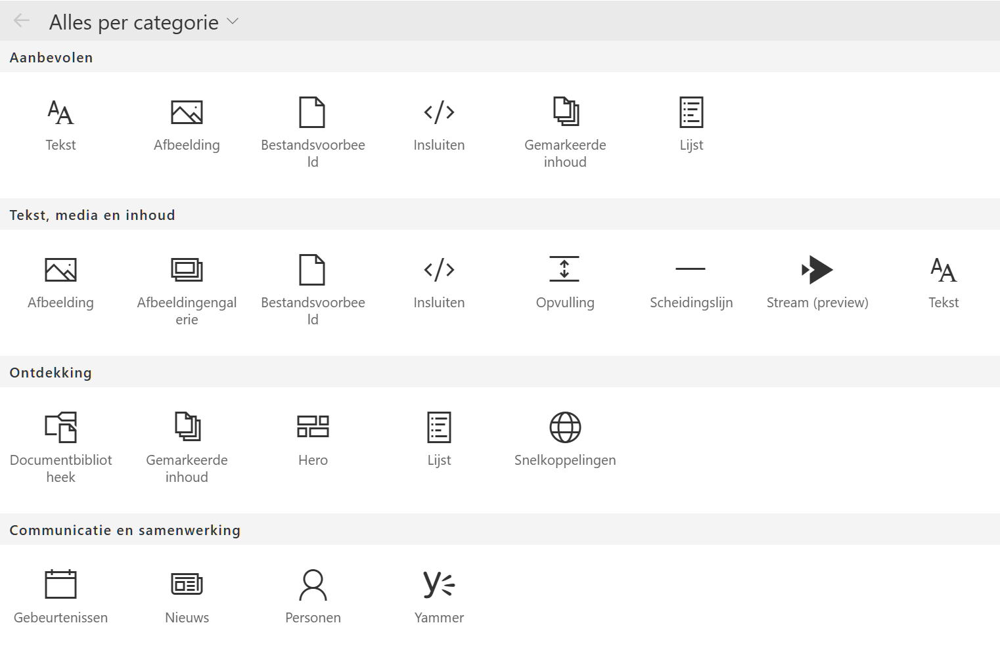 Alles per categorie
Aanbevolen
Tekst
Afbeelding
Bestandsvoorbee
ld
Insluiten
Gemarkeerde
inhoud
Lijst
Tekst, media en inhoud
Afbeelding
Afbeeldingengal
erie
Bestandsvoorbee
ld
Insluiten
Opvulling
Scheidingslijn
Stream (preview)
Tekst
Ontdekking
Documentbibliot
heek
Gemarkeerde
inhoud
Hero
Lijst
Snelkoppelingen
Communicatie en samenwerking
Gebeurtenissen
Nieuws
Personen
Yammer